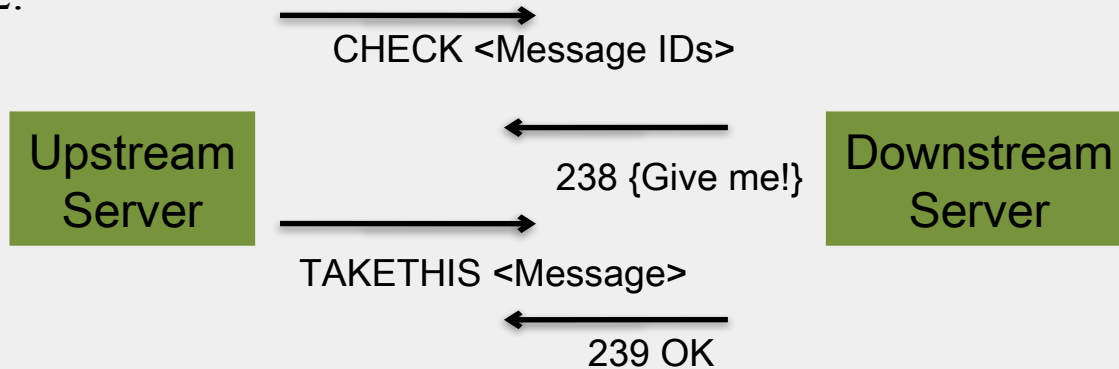 CHECK <Message IDs>
Upstream
Server
238 {Give me!}
Downstream
Server
TAKETHIS <Message>
239 OK